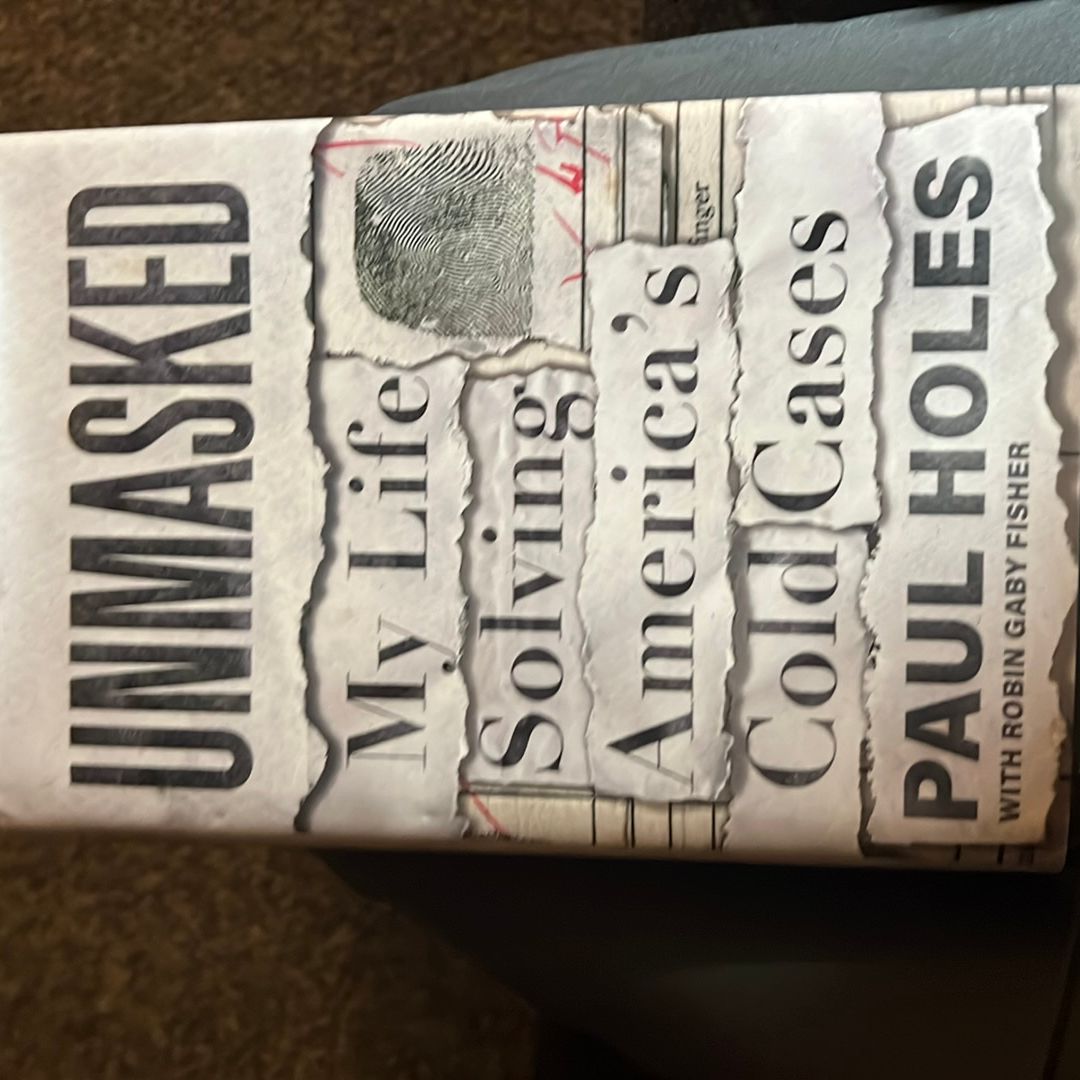 UNMASKED
My Life
Solving
America's
Cold Cases
PAUL HOLES
WITH ROBIN GABY FISHER